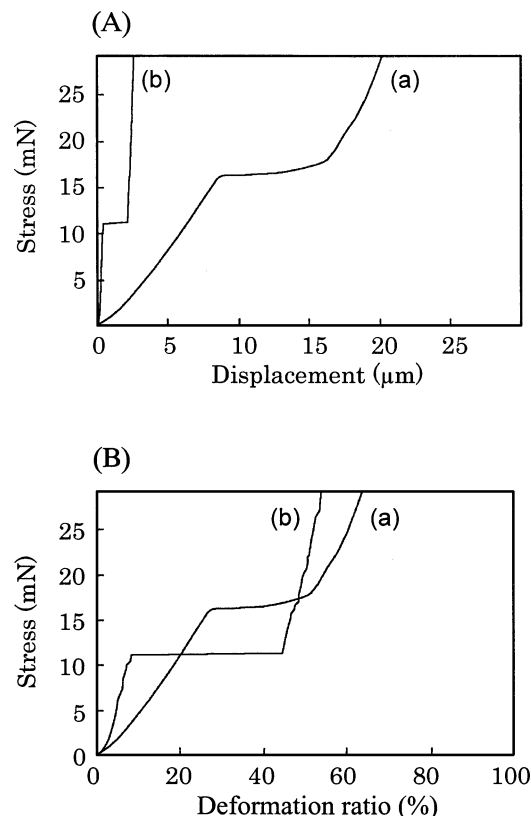 (A)
(b)
(a)
25
20
15
10
5
Stress (mN)
0 5 10 15 20 25
Displacement (µm)
(B)
(b)
(a)
25
20
15
10
5
0
Stress (mN)
0 20 40 60 80 100
Deformation ratio (%)